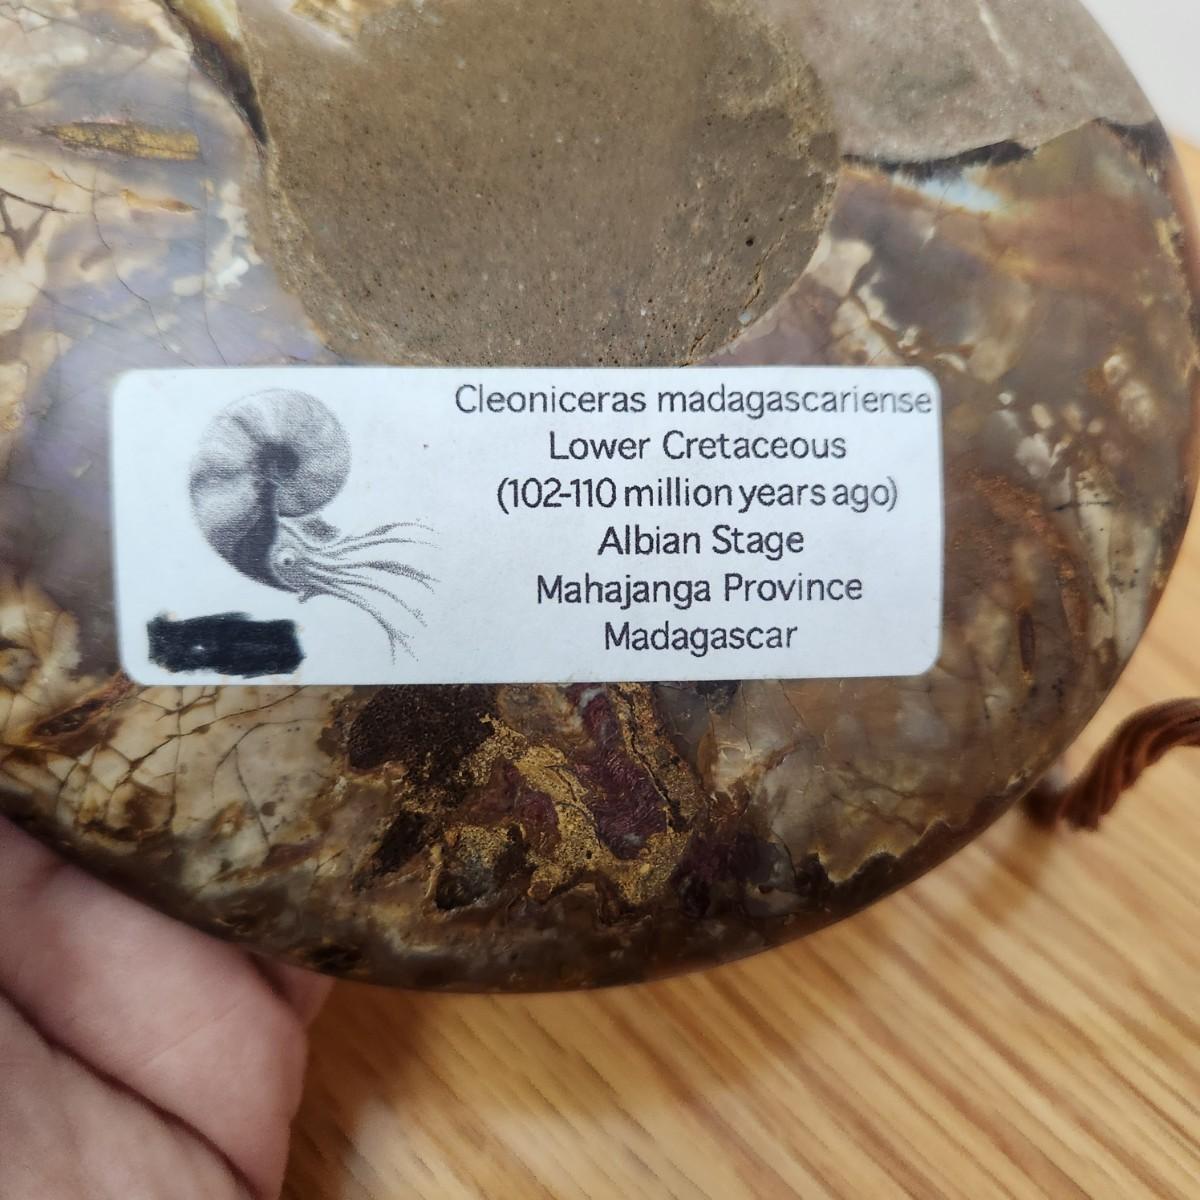 Cleoniceras madagascariense
Lower Cretaceous
(102-110 million years ago)
Albian Stage
Mahajanga Province
Madagascar